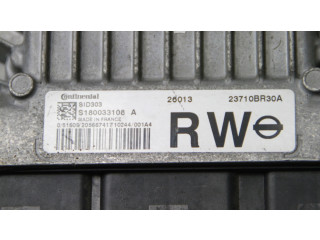 Continental
SID303
S180033108 A
MADE IN FRANCE
26013
23710BR30A
RW